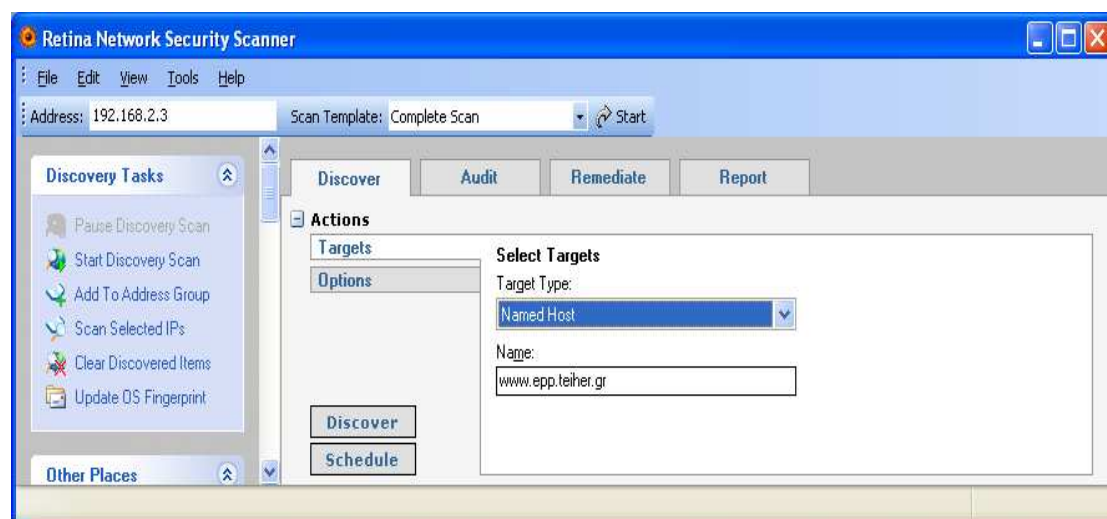 Retina Network Security Scanner
File Edit View Tools Help
Address: 192.168.2.3 Scan Template: Complete Scan Start
Discovery Tasks
Pause Discovery Scan
Start Discovery Scan
Add To Address Group
Scan Selected IPs
Clear Discovered Items
Update OS Fingerprint
Other Places
Discover Audit Remediate Report
Actions
Targets
Options
Discover
Schedule
Select Targets
Target Type:
Named Host
Name:
www.epp.teiher.gr